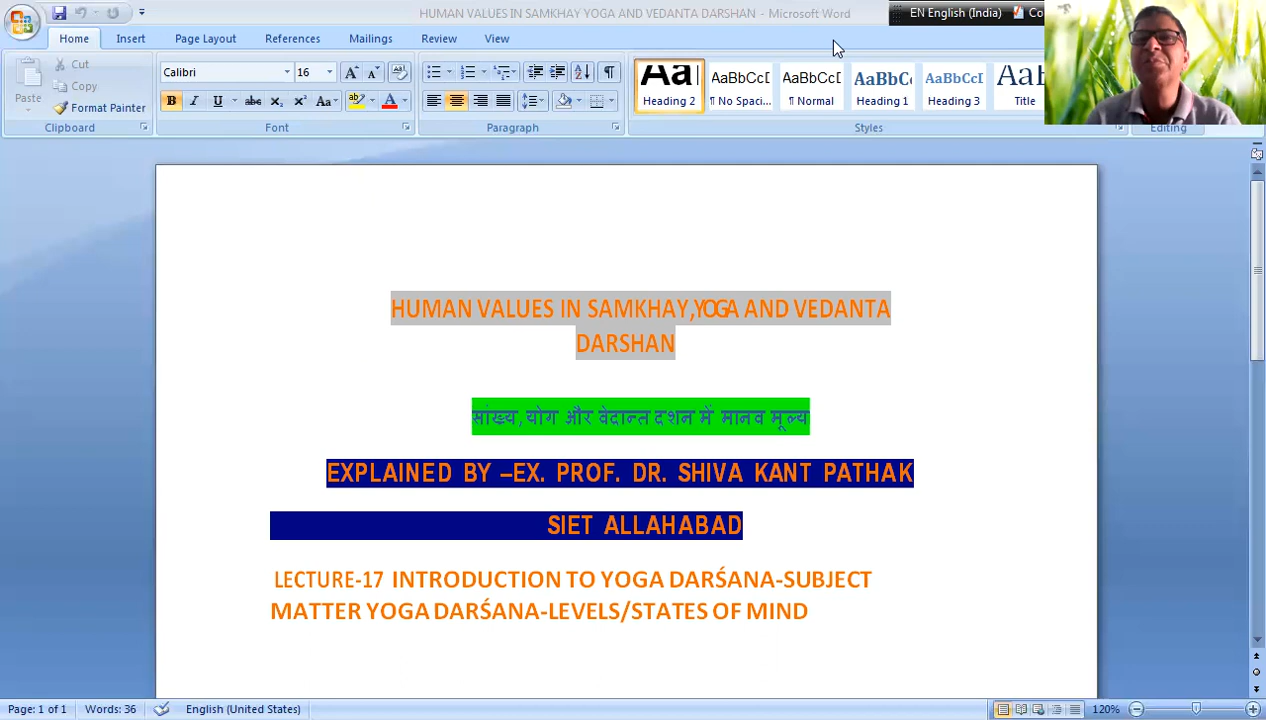 HUMAN VALUES IN SAMKHAY YOGA AND VEDANTA DARSHAN - Microsoft Word
EN English (India)
Co
Home Insert Page Layout References Mailings Review View
Paste
Cut
Copy
Format Painter
Clipboard
Calibri 16
Font
Paragraph
AaBbCcI AaBbCcI AaBbC AaBbCcI AaB
Heading 2 ¶ No Spaci... ¶ Normal Heading 1 Heading 3 Title
Styles
Editing
HUMAN VALUES IN SAMKHAY,YOGA AND VEDANTA
DARSHAN
सांख्य,योग और वेदान्त दर्शन में मानव मूल्य
EXPLAINED BY –EX. PROF. DR. SHIVA KANT PATHAK
SIET ALLAHABAD
LECTURE-17 INTRODUCTION TO YOGA DARŚANA-SUBJECT
MATTER YOGA DARŚANA-LEVELS/STATES OF MIND
Page: 1 of 1 Words: 36 English (United States) 120%